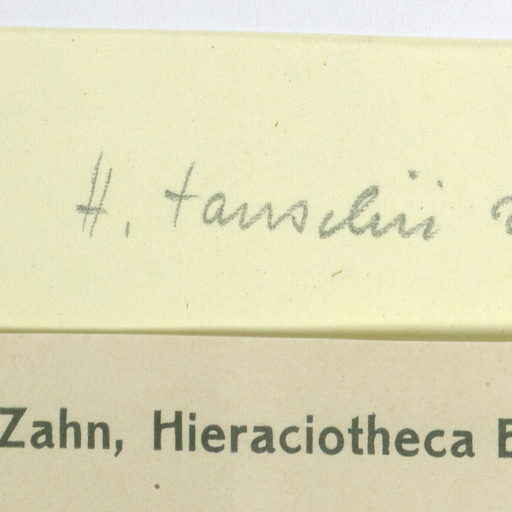 H. tauschii
Zahn, Hieraciotheca